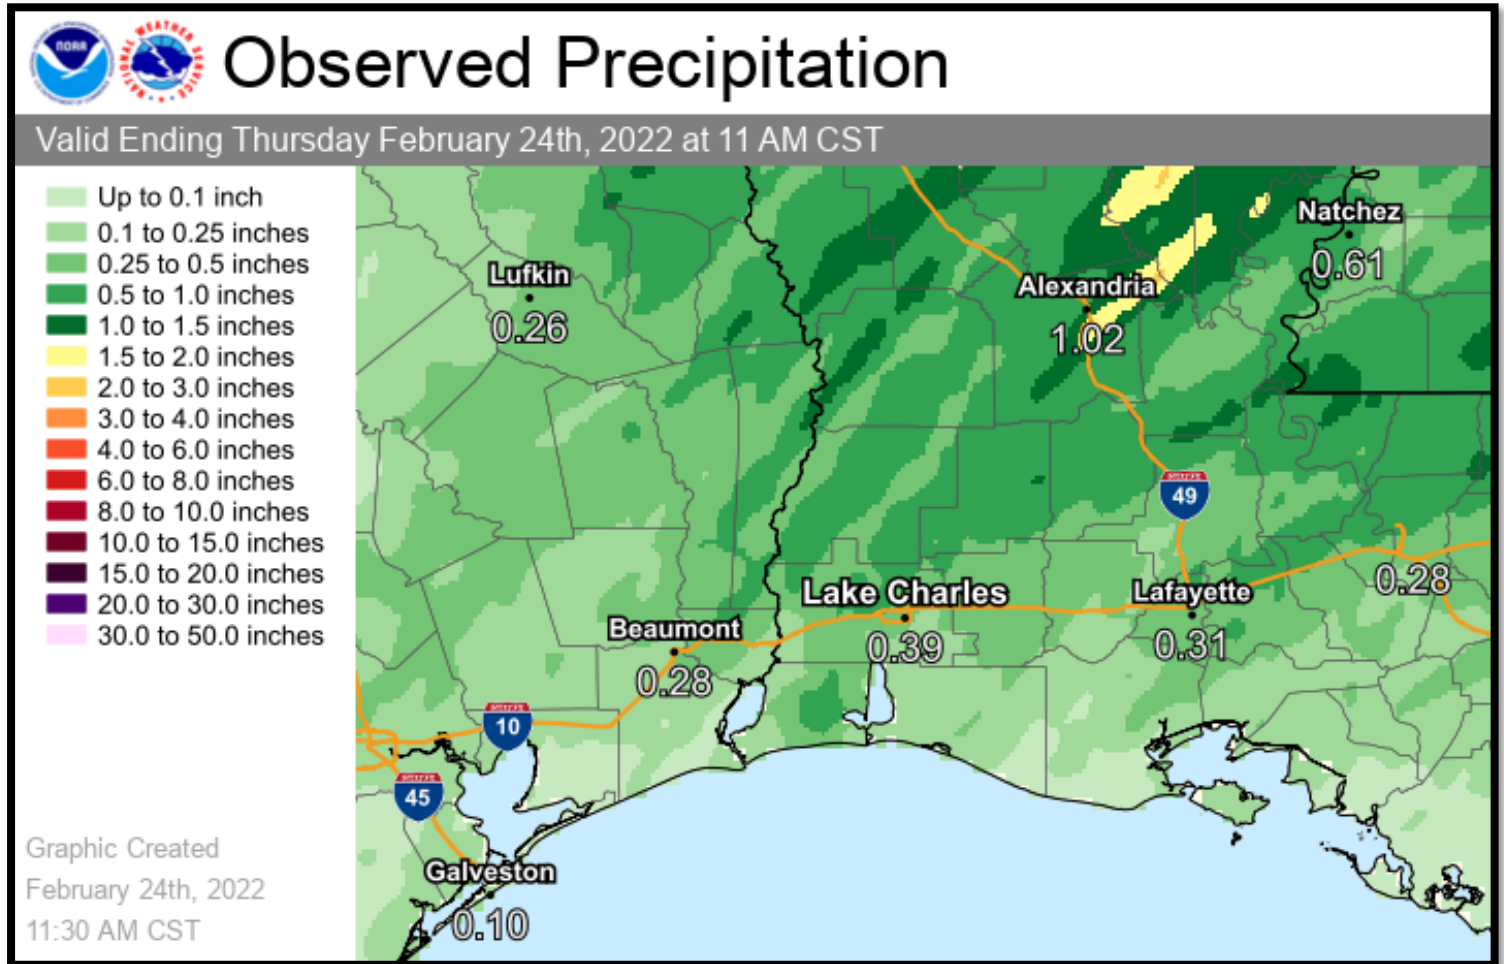 NOAA
NATIONAL WEATHER SERVICE
Observed Precipitation
Valid Ending Thursday February 24th, 2022 at 11 AM CST
Up to 0.1 inch
0.1 to 0.25 inches
0.25 to 0.5 inches
0.5 to 1.0 inches
1.0 to 1.5 inches
1.5 to 2.0 inches
2.0 to 3.0 inches
3.0 to 4.0 inches
4.0 to 6.0 inches
6.0 to 8.0 inches
8.0 to 10.0 inches
10.0 to 15.0 inches
15.0 to 20.0 inches
20.0 to 30.0 inches
30.0 to 50.0 inches
Graphic Created
February 24th, 2022
11:30 AM CST
Natchez
0.61
Lufkin
0.26
Alexandria
1.02
49
Lake Charles
0.39
Lafayette
0.31
0.28
Beaumont
0.28
10
45
Galveston
0.10